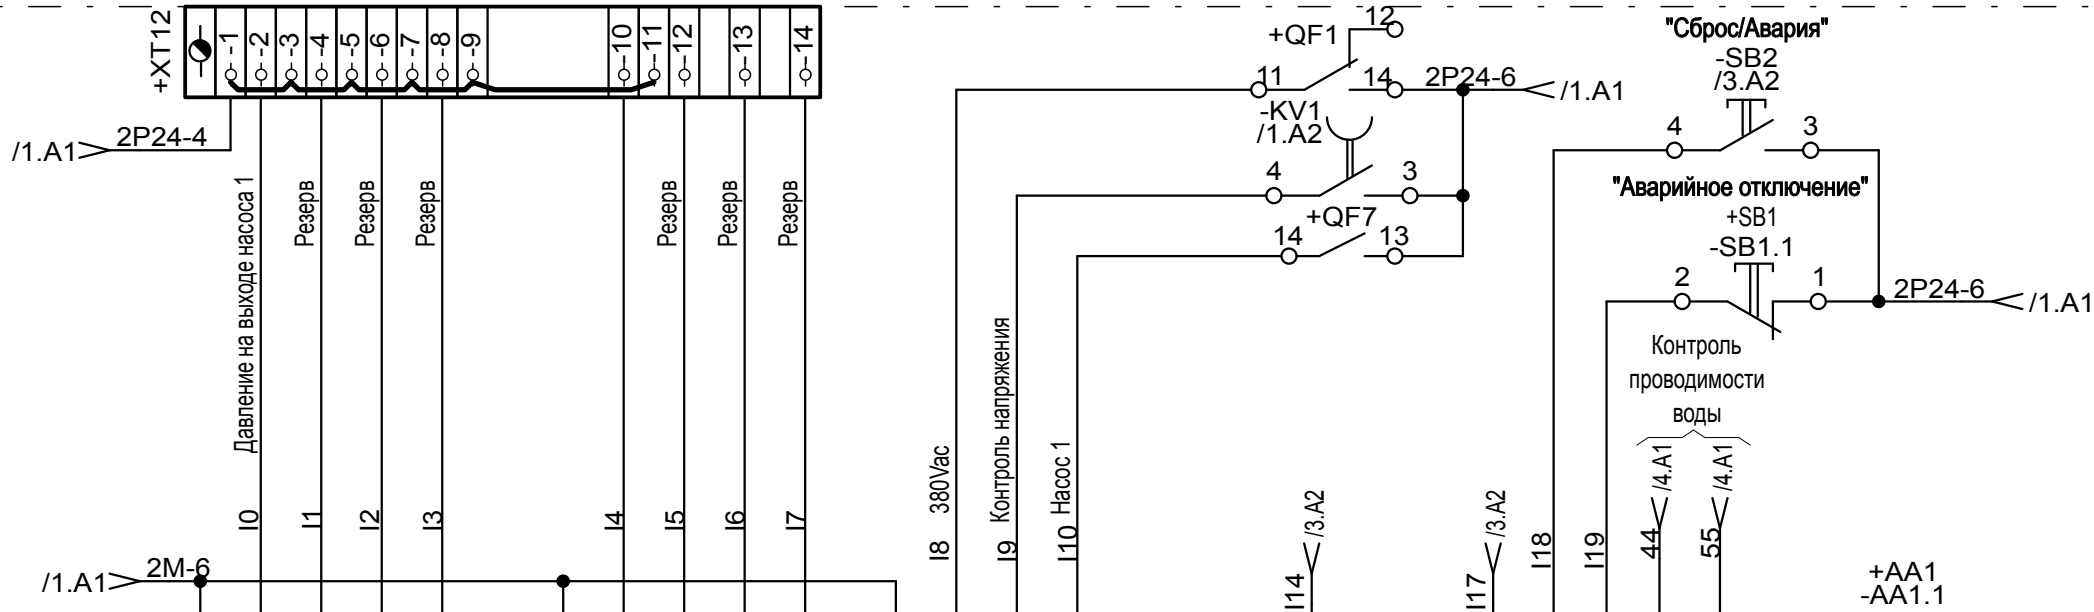 +XT12
-1
-2
-3
-4
-5
-6
-7
-8
-9
-10
-11
-12
-13
-14
/1.A1
2P24-4
Давление на выходе насоса 1
Резерв
Резерв
Резерв
Резерв
Резерв
Резерв
I0
I1
I2
I3
I4
I5
I6
I7
/1.A1
2M-6
+QF1
12
11
14
2P24-6
/1.A1
-KV1
/1.A2
4
3
+QF7
14
13
I8 380Vac
I9 Контроль напряжения
I10 Насос 1
I14
/3.A2
I17
/3.A2
"Сброс/Авария"
-SB2
/3.A2
4
3
"Аварийное отключение"
+SB1
-SB1.1
2
1
2P24-6
/1.A1
Контроль
проводимости
воды
/4.A1
/4.A1
I18
I19
44
55
+AA1
-AA1.1